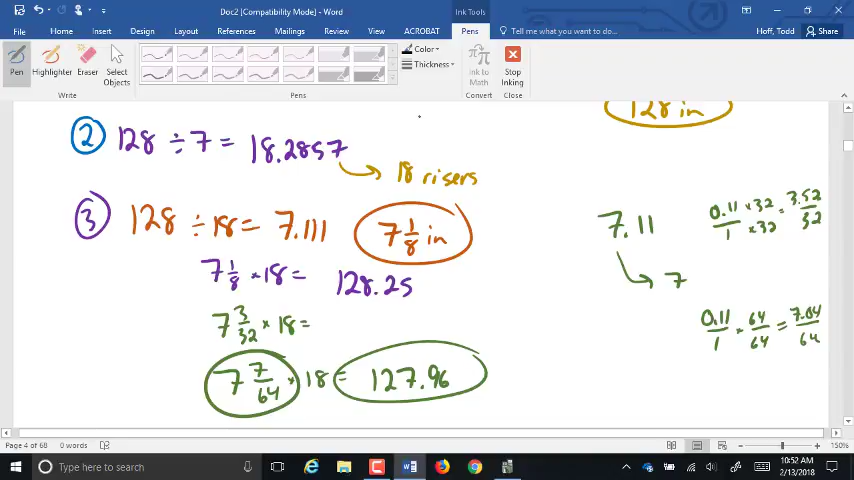 Doc2 [Compatibility Mode] - Word
Ink Tools
Hoff, Todd
File Home Insert Design Layout References Mailings Review View ACROBAT Pens Tell me what you want to do... Share
Pen Highlighter Eraser Select Objects
Color
Thickness
Ink to Math
Stop Inking
Write Pens Convert Close
128 in
2 128 ÷ 7 = 18.2857
18 risers
3 128 ÷ 18 = 7.111 7 1/8 in
7 1/8 × 18 = 128.25
7 3/32 × 18 =
7 7/64 × 18 = 127.96
7.11
7
0.11/1 × 32 × 32 = 3.52/32
0.11/1 × 64/64 = 7.04/64
Page 4 of 68 0 words
150%
Type here to search
10:52 AM
2/13/2018